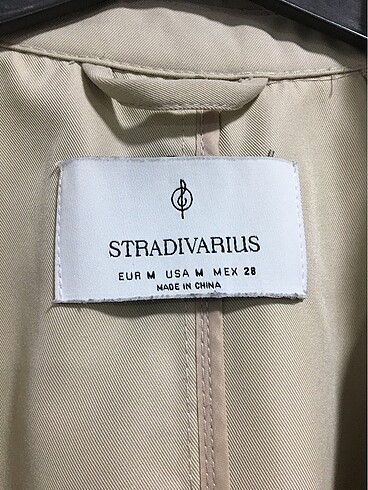 STRADIVARIUS
EUR M USA M MEX 28
MADE IN CHINA